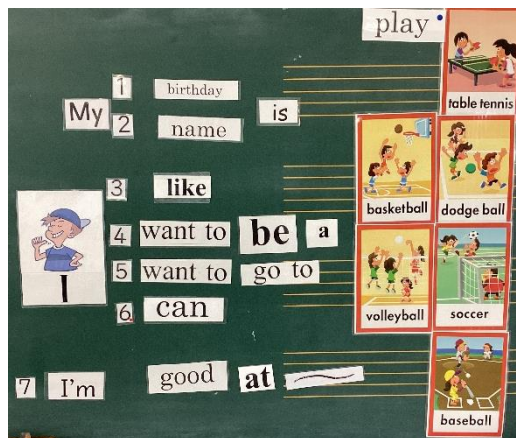 play
table tennis
1 birthday
My is
2 name
basketball dodge ball
3 like
4 want to be a
5 want to go to
I
6 can
volleyball soccer
7 I'm good at
baseball